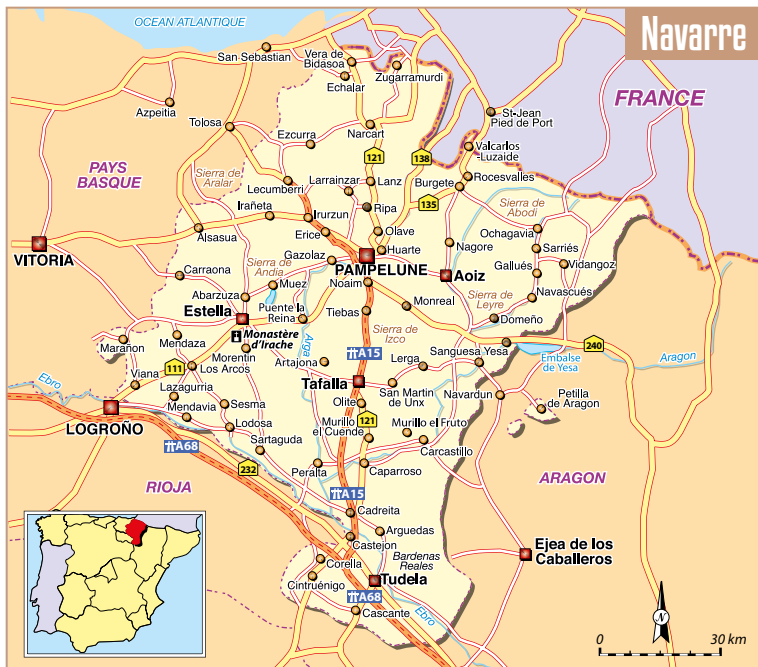 Navarre
OCEAN ATLANTIQUE
San-Sebastian
Vera de
Bidasoa
Zugarramurdi
Echalar
FRANCE
Azpeitia
St-Jean
Pied de Port
Tolosa
Narcart
Ezcurra
121
138
Valcarlos
-Luzaide
PAYS
BASQUE
Sierra de
Aralar
Lecumberri
Larrainzar
Lanz
Burgete
Rocesvalles
135
Irañeta
Irurzun
Ripa
Sierra de
Abodi
Alsasua
Erice
Olave
Ochagavia
VITORIA
Huarte
Nagore
Sarriés
Gazolaz
PAMPELUNE
Aoiz
Gallués
Vidangoz
Carraona
Sierra de
Andia
Muez
Noaim
Abarzuza
Sierra de
Leyre
Navascués
Estella
Puente la
Reina
Tiebas
Monreal
Domeño
Monastère
d'Irache
Sierra de
Izco
Marañon
Mendaza
Arga
A15
Sanguesa
Yesa
240
Morentin
Artajona
Lerga
Embalse
de Yesa
Aragon
111
Los Arcos
Ebro
Viana
Tafalla
San Martin
de Unx
Navardun
Lazagurria
Olite
Petilla
de Aragon
LOGROÑO
Mendavia
Sesma
Murillo
el Cuende
121
Murillo el Fruto
Lodosa
Carcastillo
A68
Sartaguda
232
Peralta
Caparroso
RIOJA
ARAGON
A15
Cadreita
Arguedas
Castejon
Ejea de los
Caballeros
Bardenas
Reales
Corella
Cintruénigo
Tudela
A68
Cascante
Ebro
N
0
30 km